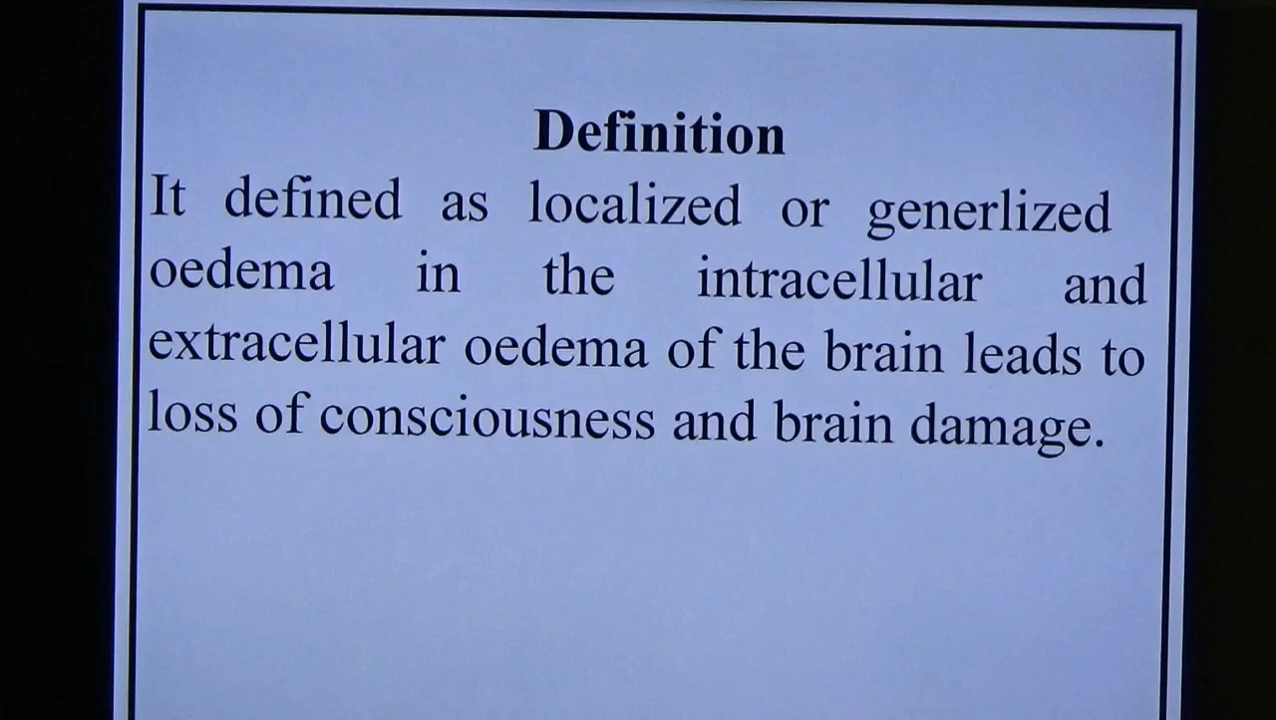 Definition
It defined as localized or generlized
oedema in the intracellular and
extracellular oedema of the brain leads to
loss of consciousness and brain damage.